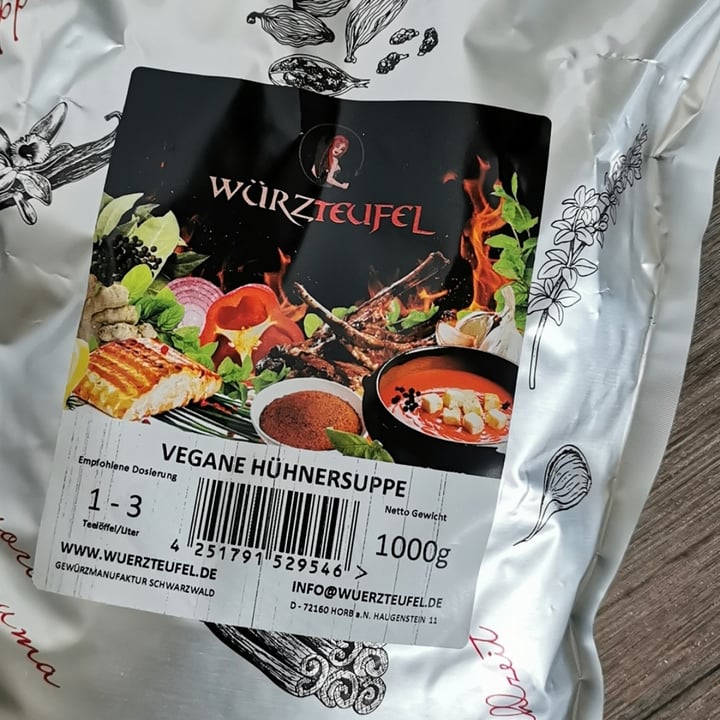 WÜRZTEUFEL
VEGANE HÜHNERSUPPE
Empfohlene Dosierung
1 - 3
Teelöffel/Liter
Netto Gewicht
1000g
4 251791 529546 >
WWW.WUERZTEUFEL.DE
GEWÜRZMANUFAKTUR SCHWARZWALD
INFO@WUERZTEUFEL.DE
D - 72160 HORB a.N. HAUGENSTEIN 11